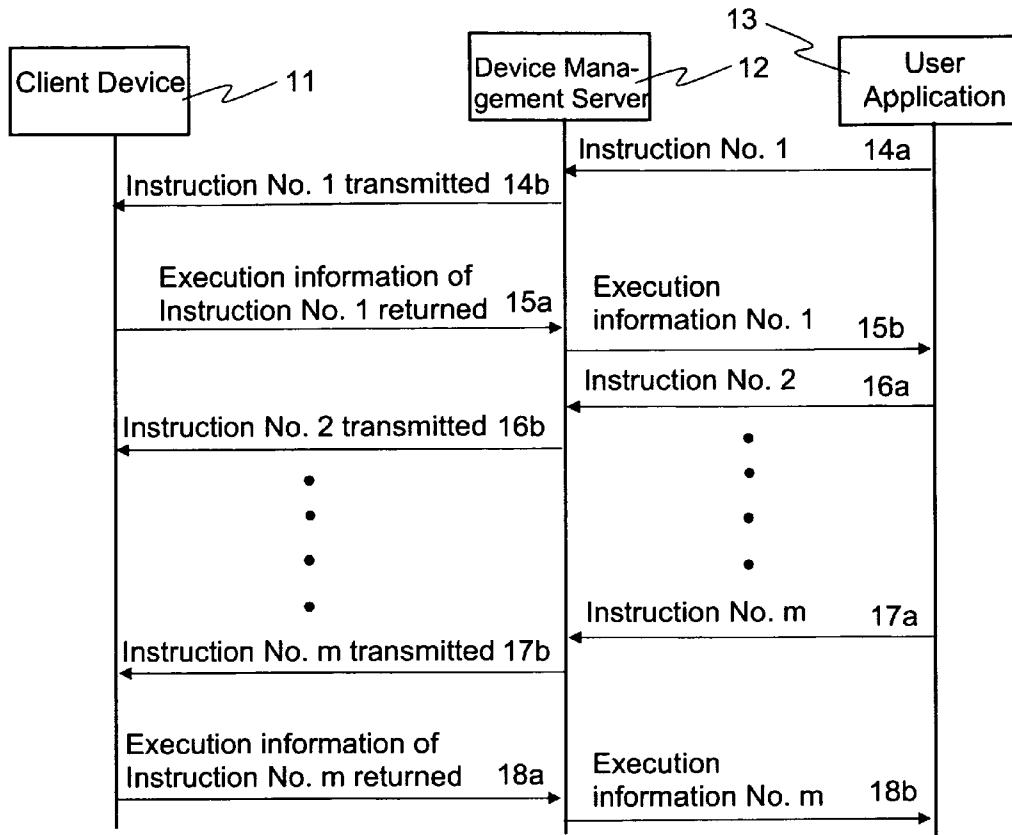 13
Client Device
11
Device Mana-
gement Server
12
User
Application
Instruction No. 1
14a
Instruction No. 1 transmitted
14b
Execution information of
Instruction No. 1 returned
15a
Execution
information No. 1
15b
Instruction No. 2
16a
Instruction No. 2 transmitted
16b
Instruction No. m
17a
Instruction No. m transmitted
17b
Execution information of
Instruction No. m returned
18a
Execution
information No. m
18b